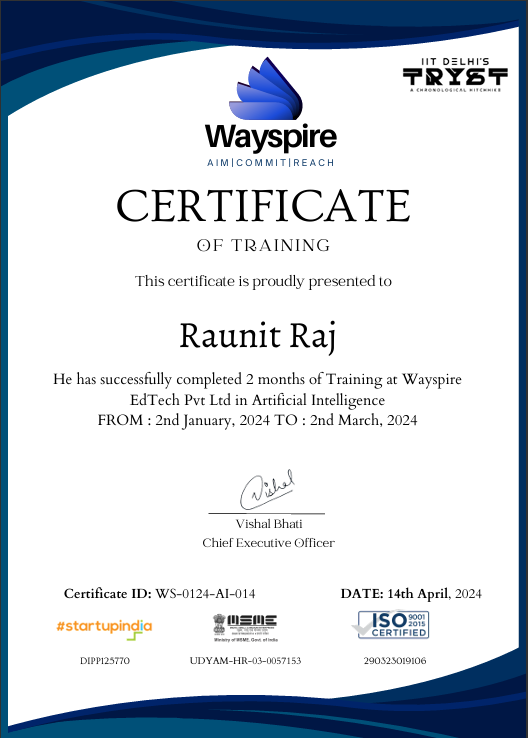 IIT DELHI'S
TRYST
A CHRONOLOGICAL HITCHHIKE
Wayspire
AIM|COMMIT|REACH
CERTIFICATE
OF TRAINING
This certificate is proudly presented to
Raunit Raj
He has successfully completed 2 months of Training at Wayspire
EdTech Pvt Ltd in Artificial Intelligence
FROM : 2nd January, 2024 TO : 2nd March, 2024
Vishal
Vishal Bhati
Chief Executive Officer
Certificate ID: WS-0124-AI-014
DATE: 14th April, 2024
#startupindia
MSME
Ministry of MSME, Govt. of India
ISO 9001
2015
CERTIFIED
DIPP125770
UDYAM-HR-03-0057153
290323019106